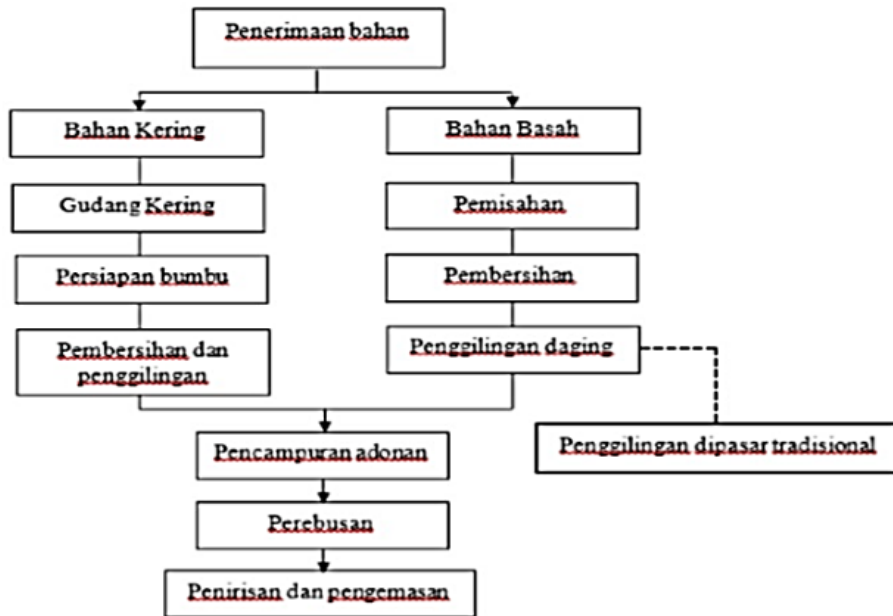 Penerimaan bahan
Bahan Kering
Bahan Basah
Gudang Kering
Pemisahan
Persiapan bumbu
Pembersihan
Pembersihan dan
penggilingan
Penggilingan daging
Penggilingan dipasar tradisional
Pencampuran adonan
Perebusan
Penirisan dan pengemasan